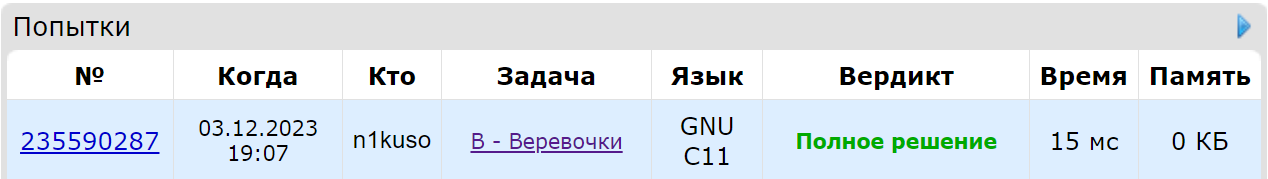 Попытки
№ Когда Кто Задача Язык Вердикт Время Память
235590287 03.12.2023 19:07 n1kuso B - Веревочки GNU C11 Полное решение 15 мс 0 КБ